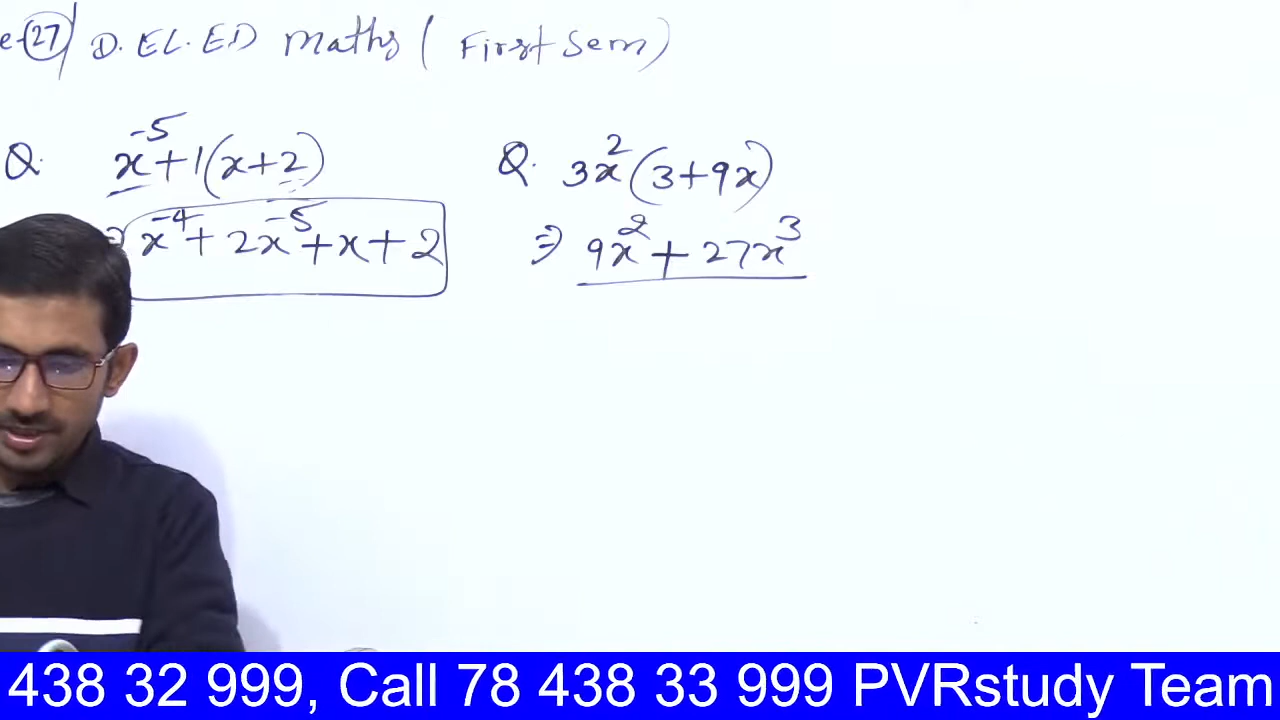 e-27 D.EL.ED Maths (First Sem)
Q. x⁻⁵+1(x+2)
⇒ x⁻⁴+2x⁻⁵+x+2
Q. 3x²(3+9x)
⇒ 9x²+27x³
438 32 999, Call 78 438 33 999 PVRstudy Team